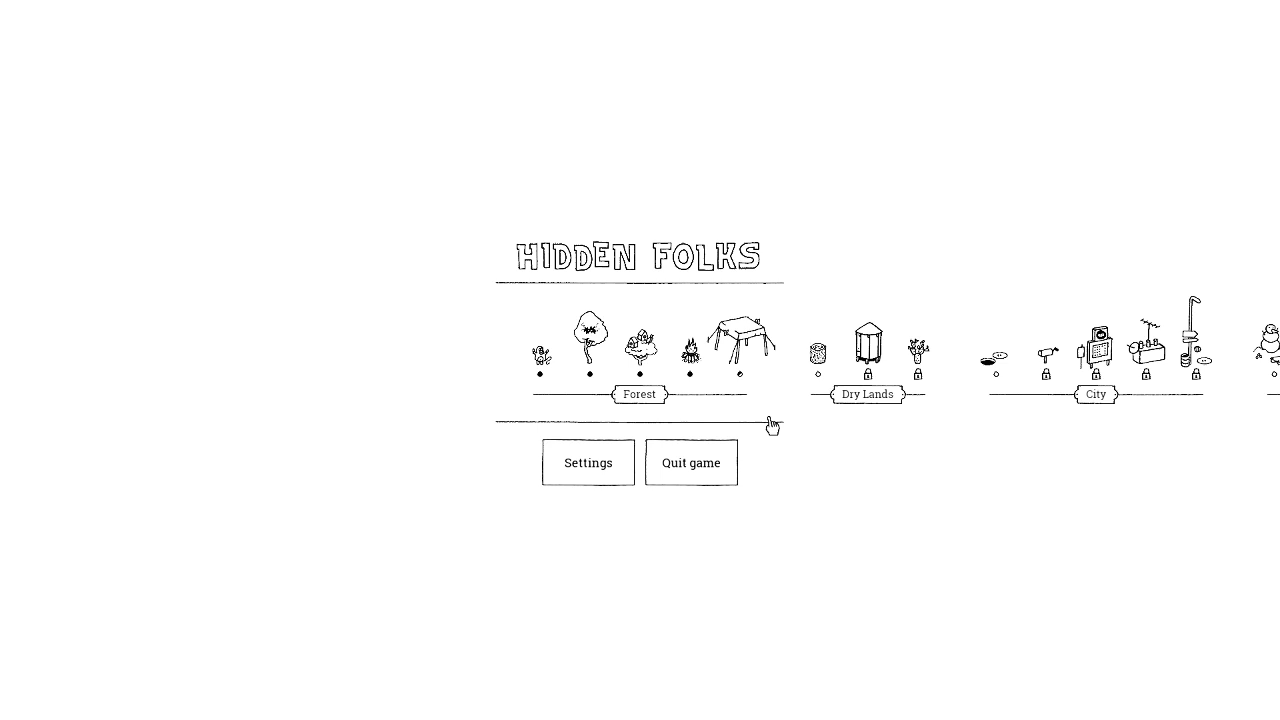 HIDDEN FOLKS
Forest
Dry Lands
City
Settings
Quit game